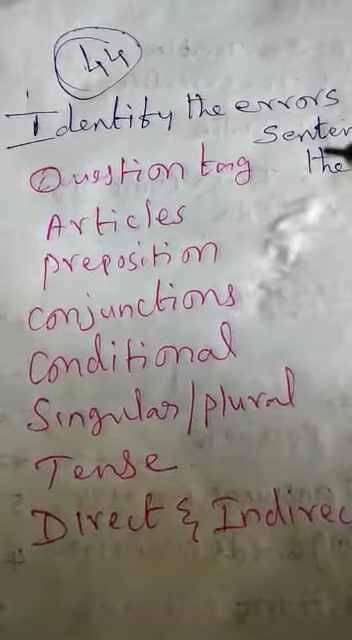 44
Identify the errors
senten
the
Question tag
Articles
preposition
conjunctions
conditional
Singular/plural
Tense
Direct & Indirec